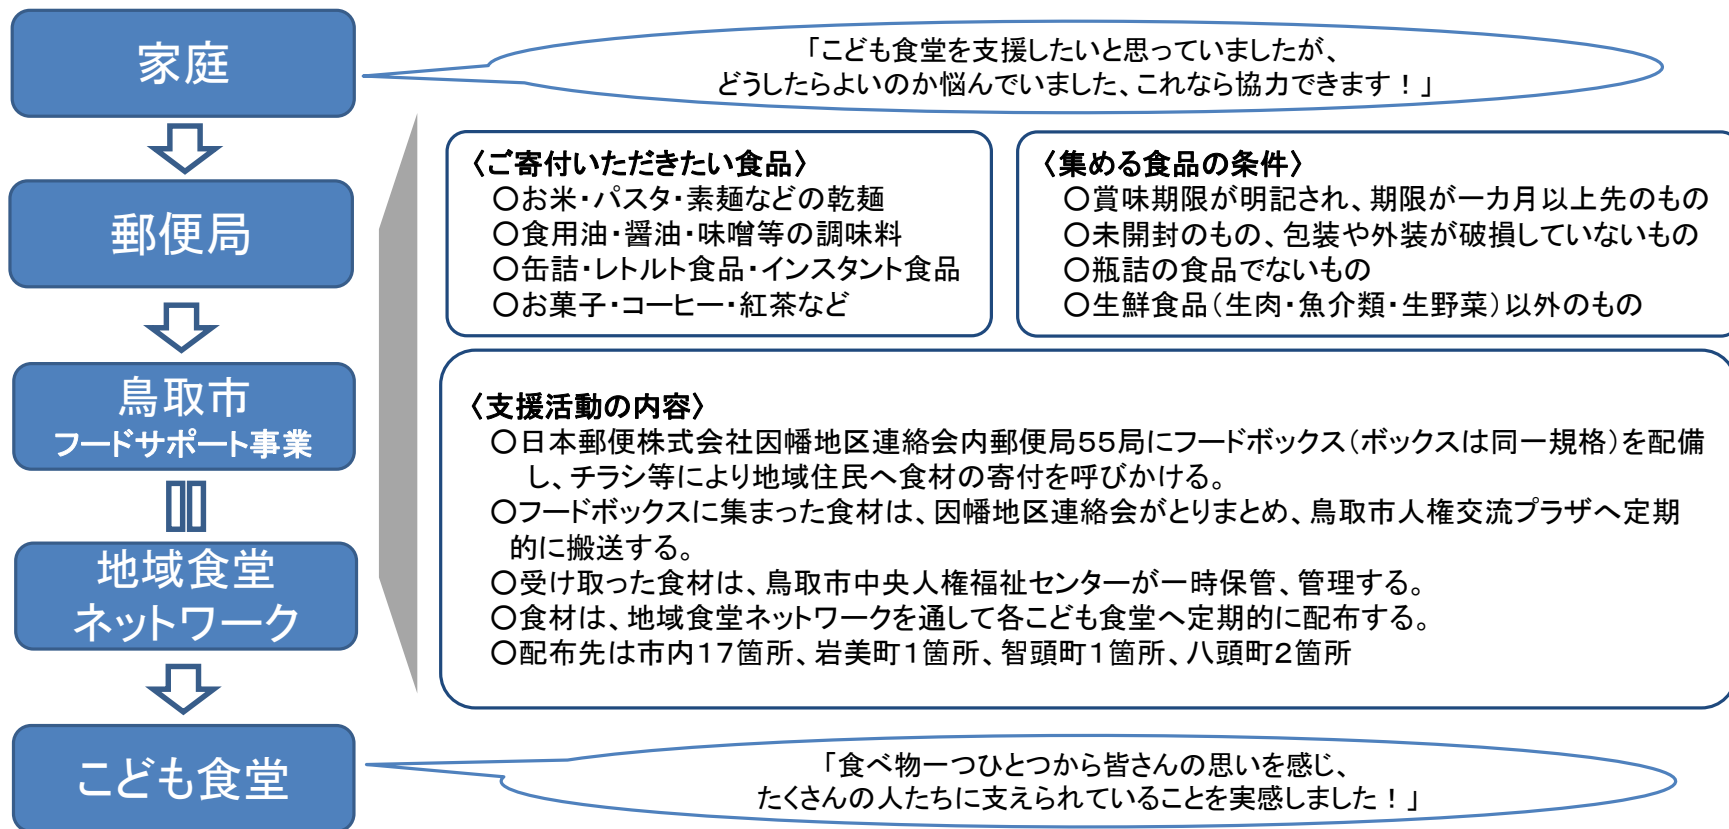 家庭
「こども食堂を支援したいと思っていましたが、
どうしたらよいのか悩んでいました、これなら協力できます！」
郵便局
鳥取市
フードサポート事業
地域食堂
ネットワーク
こども食堂
〈ご寄付いただきたい食品〉
○お米・パスタ・素麺などの乾麺
○食用油・醤油・味噌等の調味料
○缶詰・レトルト食品・インスタント食品
○お菓子・コーヒー・紅茶など
〈集める食品の条件〉
○賞味期限が明記され、期限が一カ月以上先のもの
○未開封のもの、包装や外装が破損していないもの
○瓶詰の食品でないもの
○生鮮食品（生肉・魚介類・生野菜）以外のもの
〈支援活動の内容〉
○日本郵便株式会社因幡地区連絡会内郵便局55局にフードボックス（ボックスは同一規格）を配備
し、チラシ等により地域住民へ食材の寄付を呼びかける。
○フードボックスに集まった食材は、因幡地区連絡会がとりまとめ、鳥取市人権交流プラザへ定期
的に搬送する。
○受け取った食材は、鳥取市中央人権福祉センターが一時保管、管理する。
○食材は、地域食堂ネットワークを通して各こども食堂へ定期的に配布する。
○配布先は市内17箇所、岩美町1箇所、智頭町1箇所、八頭町2箇所
「食べ物一つひとつから皆さんの思いを感じ、
たくさんの人たちに支えられていることを実感しました！」